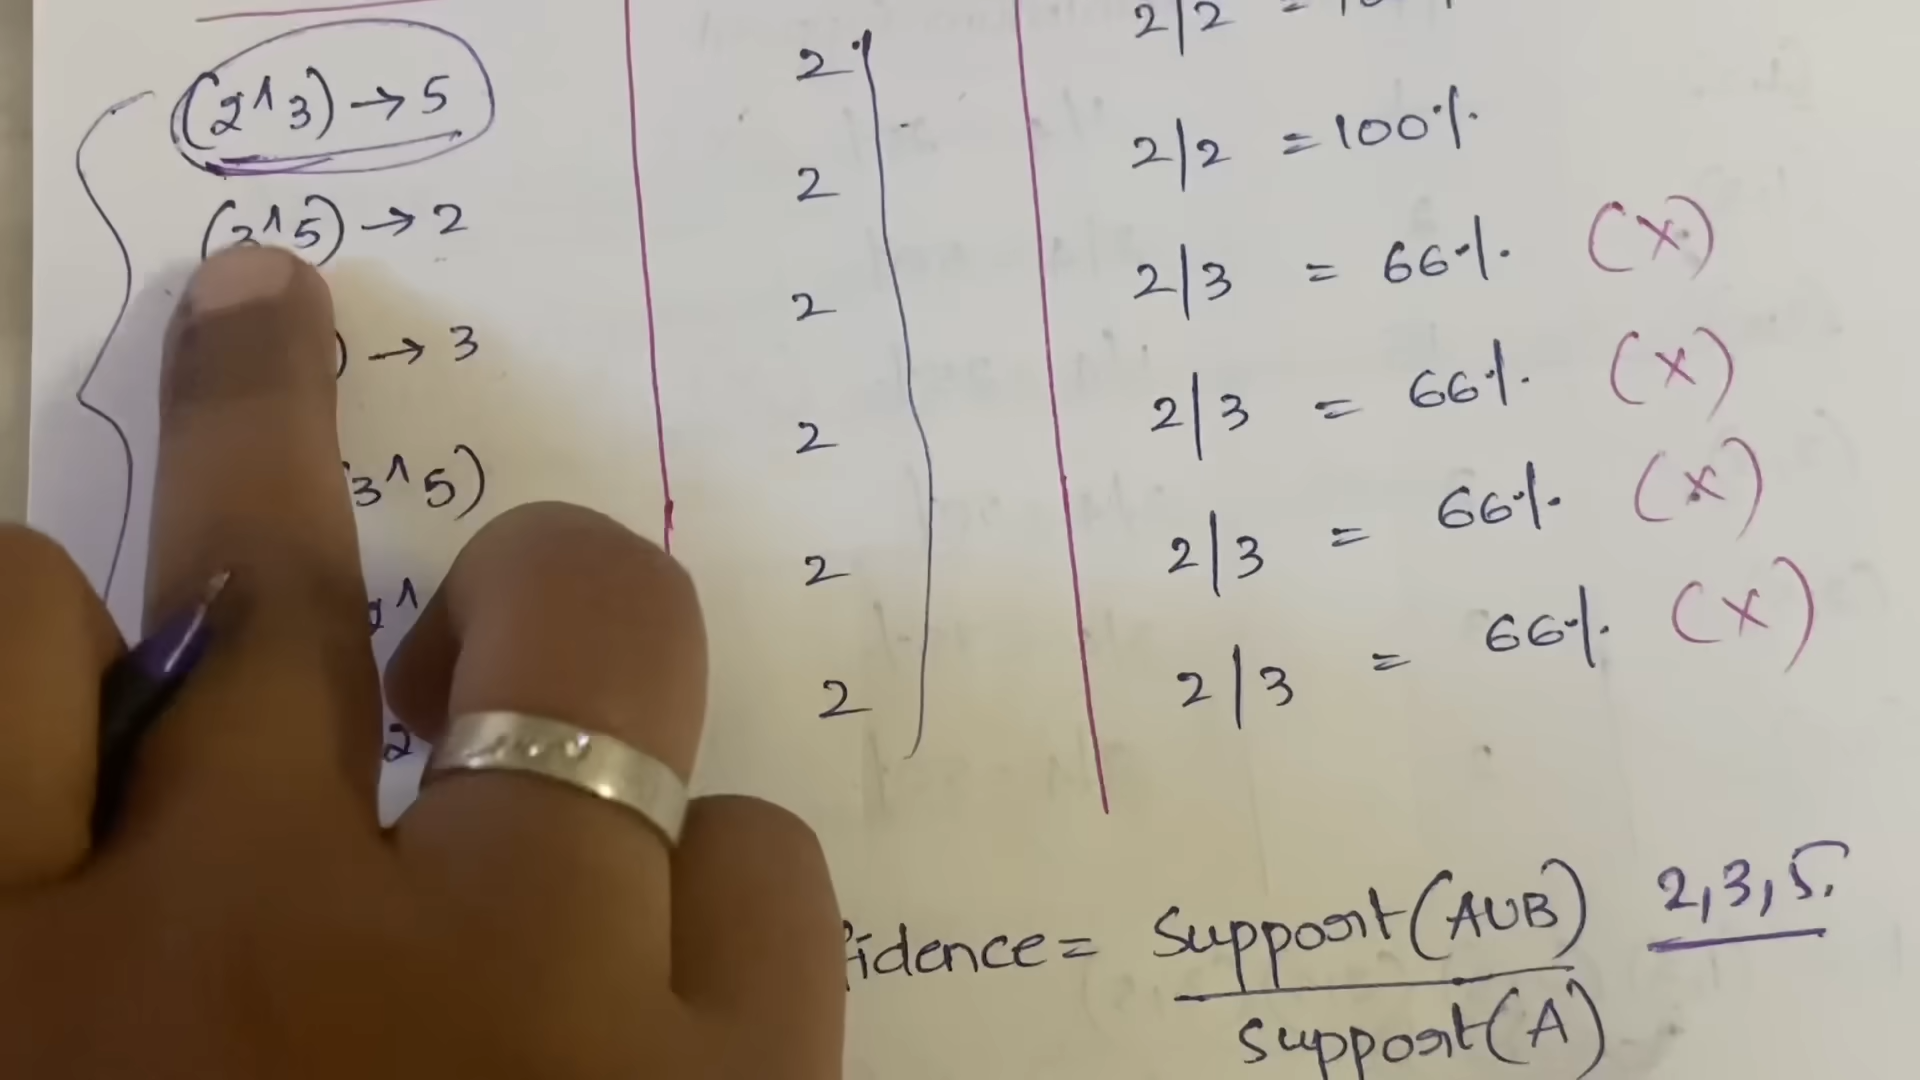 (2^3) → 5 2 2/2
(3^5) → 2 2 2/2 = 100%
) → 3 2 2/3 = 66% (x)
3^5) 2 2/3 = 66% (x)
2^ 2 2/3 = 66% (x)
2 2 2/3 = 66% (x)
fidence = Support(AUB) 2,3,5.
support(A)